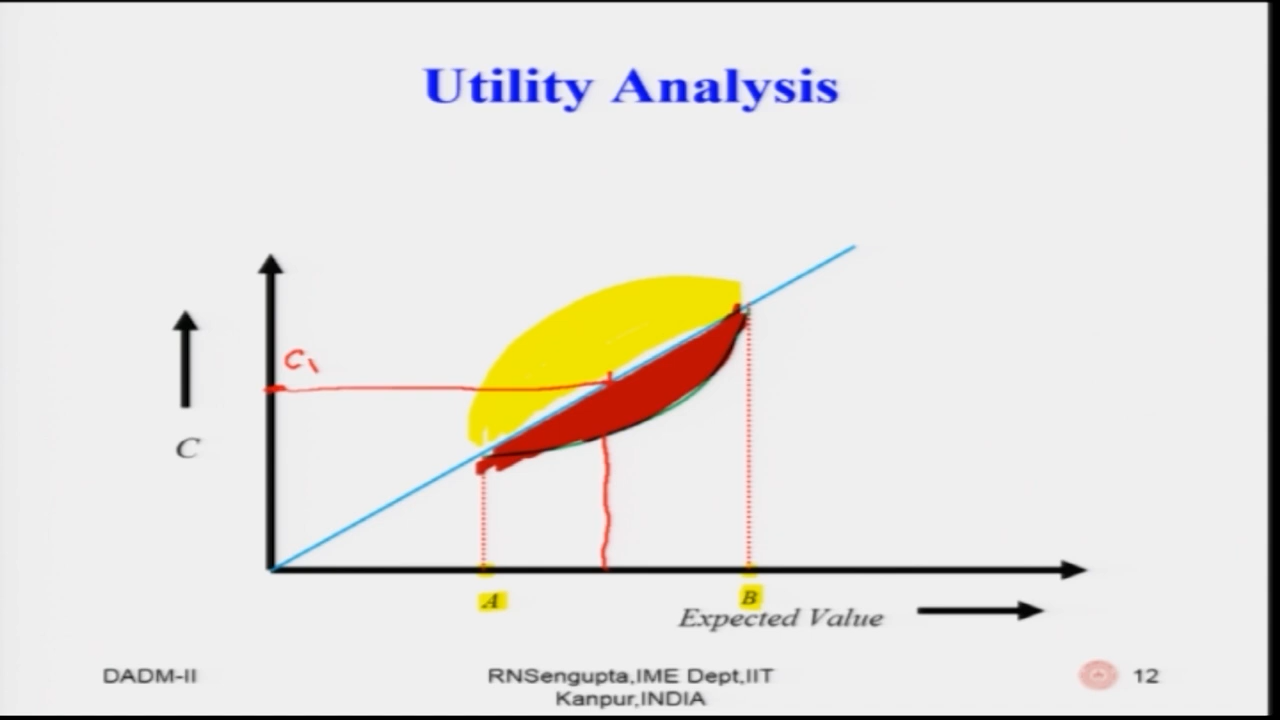 Utility Analysis
C₁
C
A
B
Expected Value
DADM-II
RNSengupta,IME Dept,IIT
Kanpur,INDIA
12